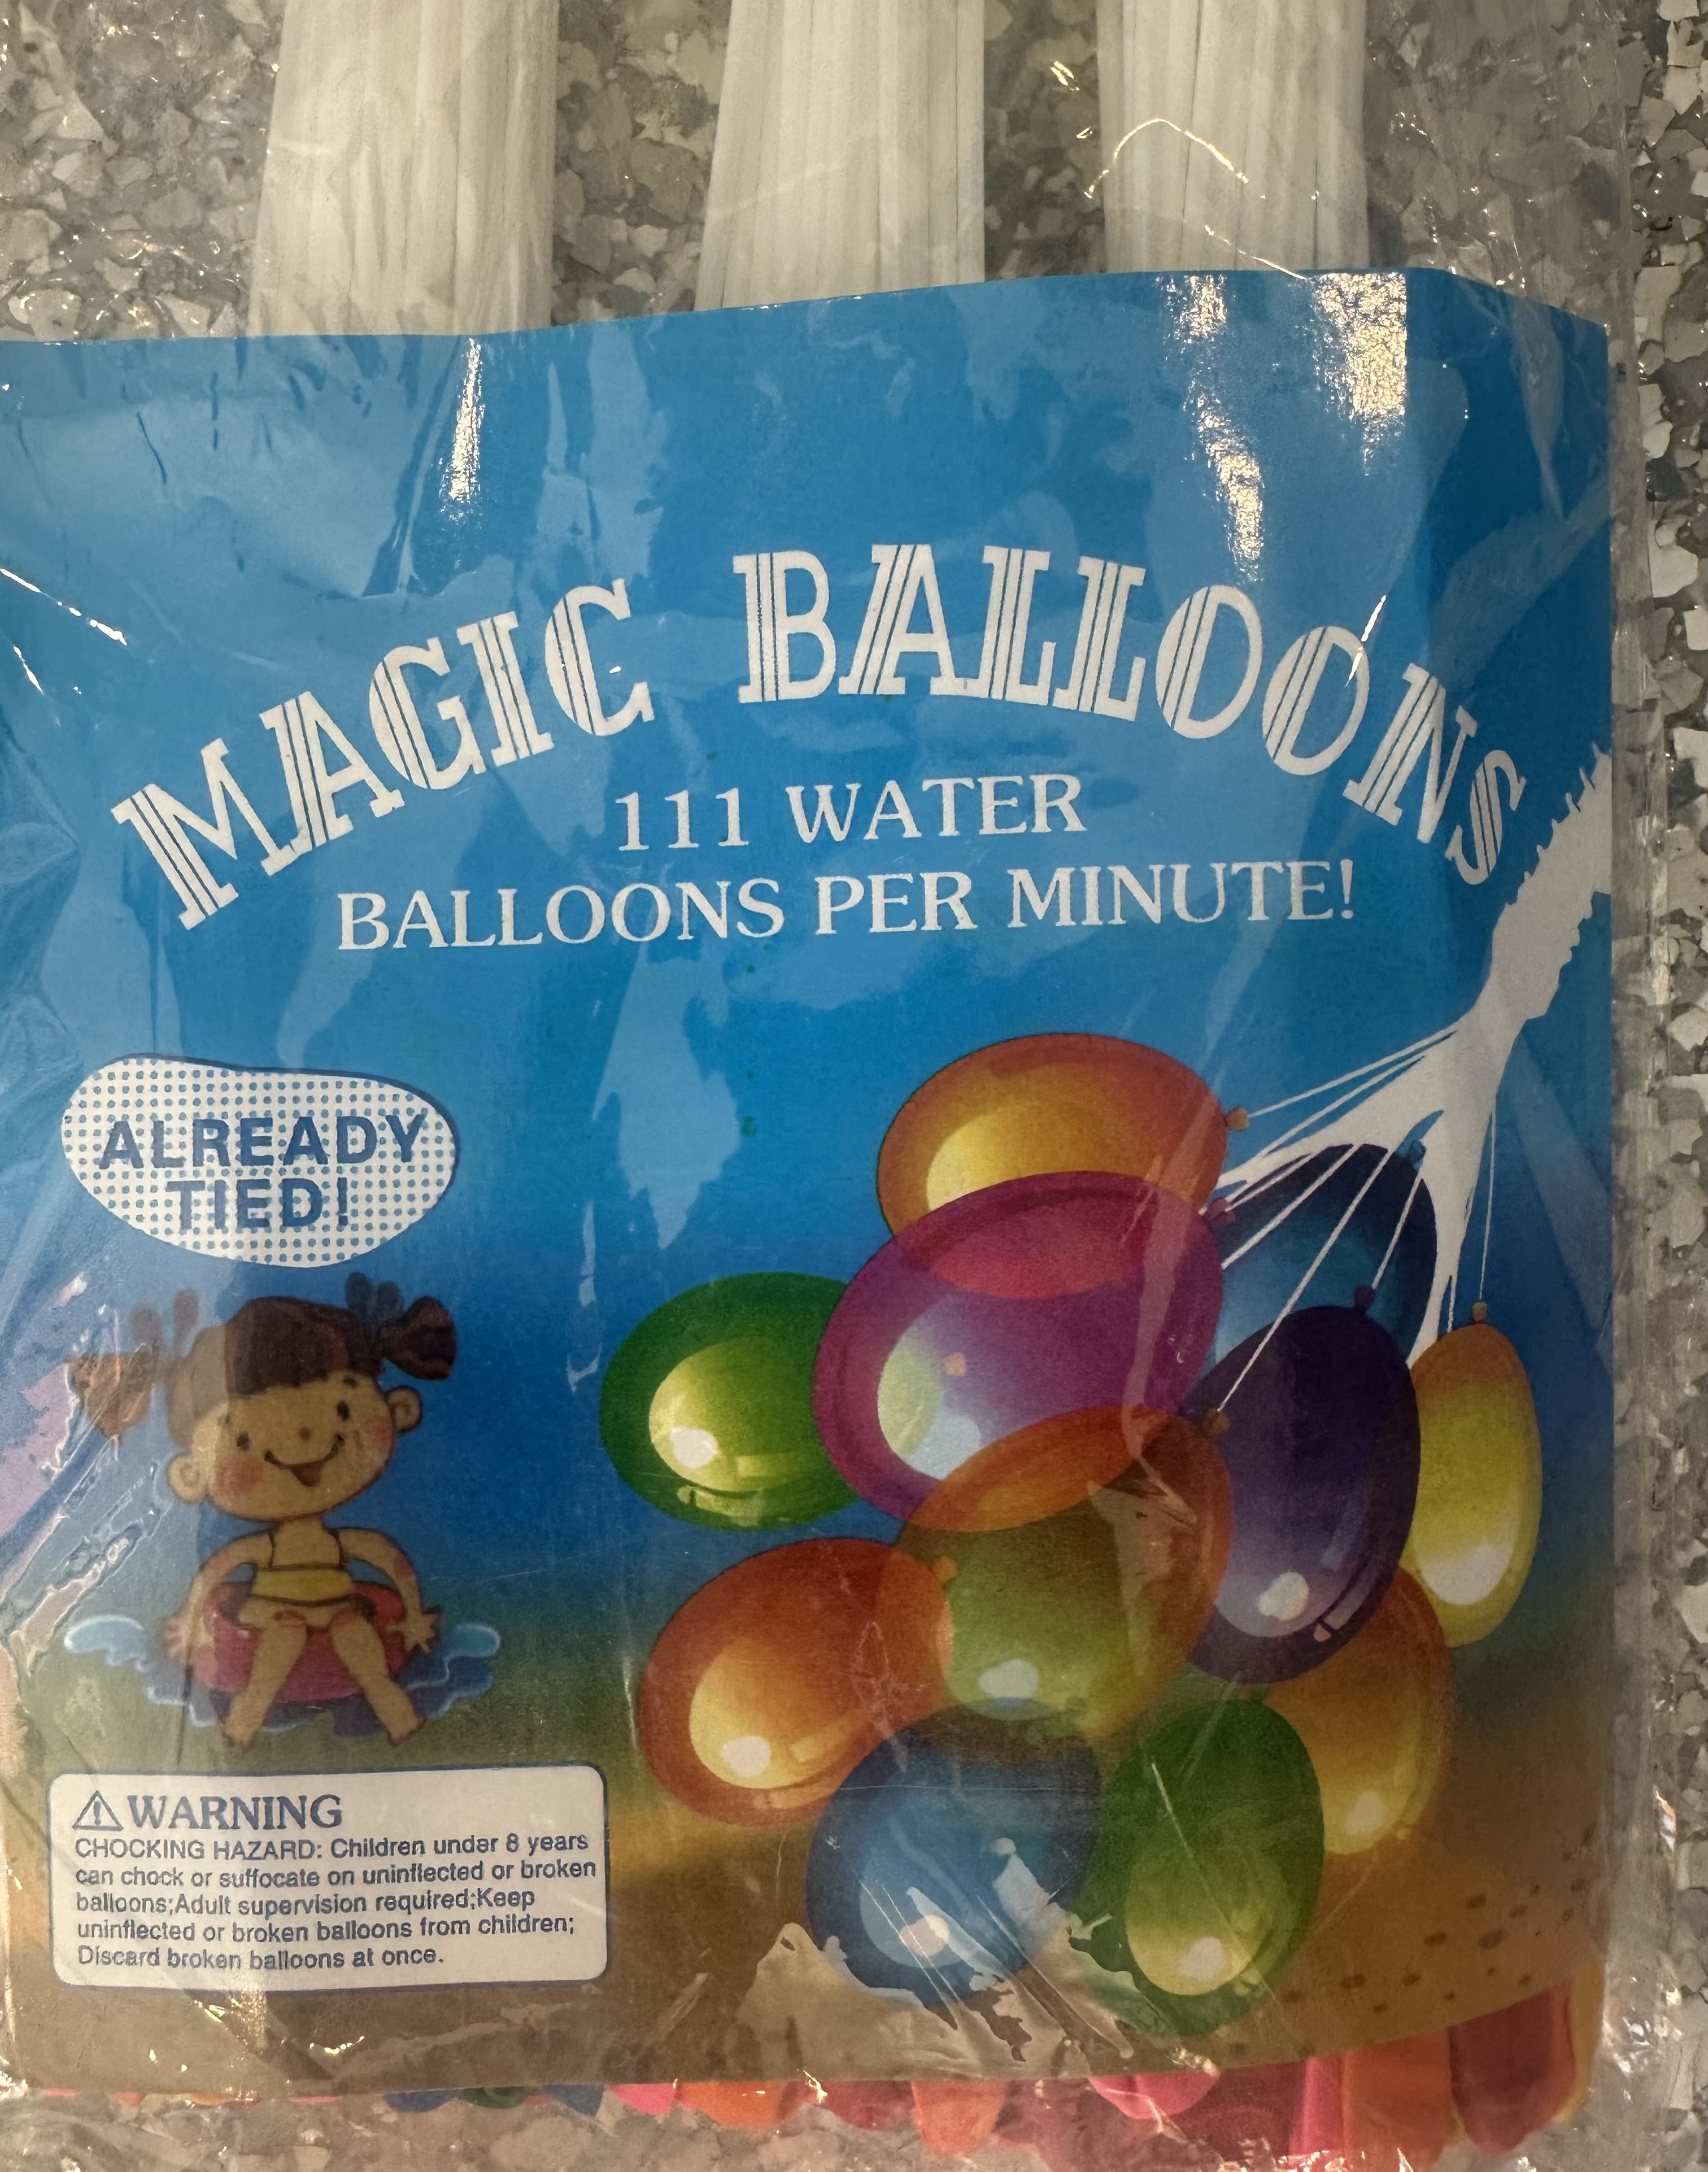 MAGIC BALLOONS
111 WATER
BALLOONS PER MINUTE!
ALREADY
TIED!
⚠ WARNING
CHOCKING HAZARD: Children under 8 years
can chock or suffocate on uninflected or broken
balloons;Adult supervision required;Keep
uninflected or broken balloons from children;
Discard broken balloons at once.